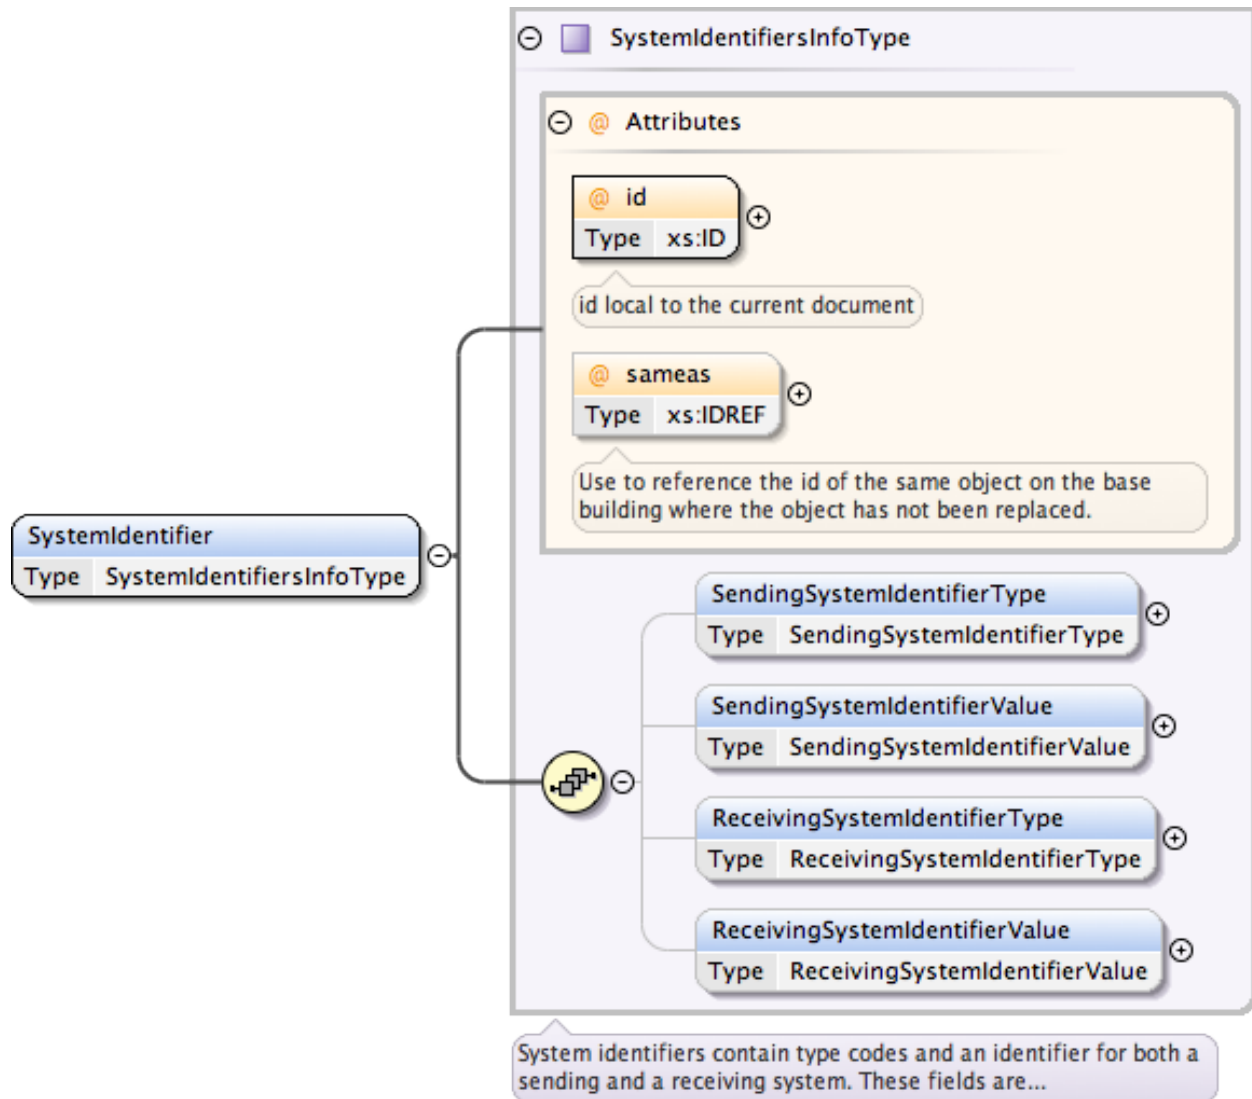 SystemIdentifiersInfoType
@ Attributes
@ id
Type xs:ID
id local to the current document
@ sameas
Type xs:IDREF
Use to reference the id of the same object on the base
building where the object has not been replaced.
SystemIdentifier
Type SystemIdentifiersInfoType
SendingSystemIdentifierType
Type SendingSystemIdentifierType
SendingSystemIdentifierValue
Type SendingSystemIdentifierValue
ReceivingSystemIdentifierType
Type ReceivingSystemIdentifierType
ReceivingSystemIdentifierValue
Type ReceivingSystemIdentifierValue
System identifiers contain type codes and an identifier for both a
sending and a receiving system. These fields are...